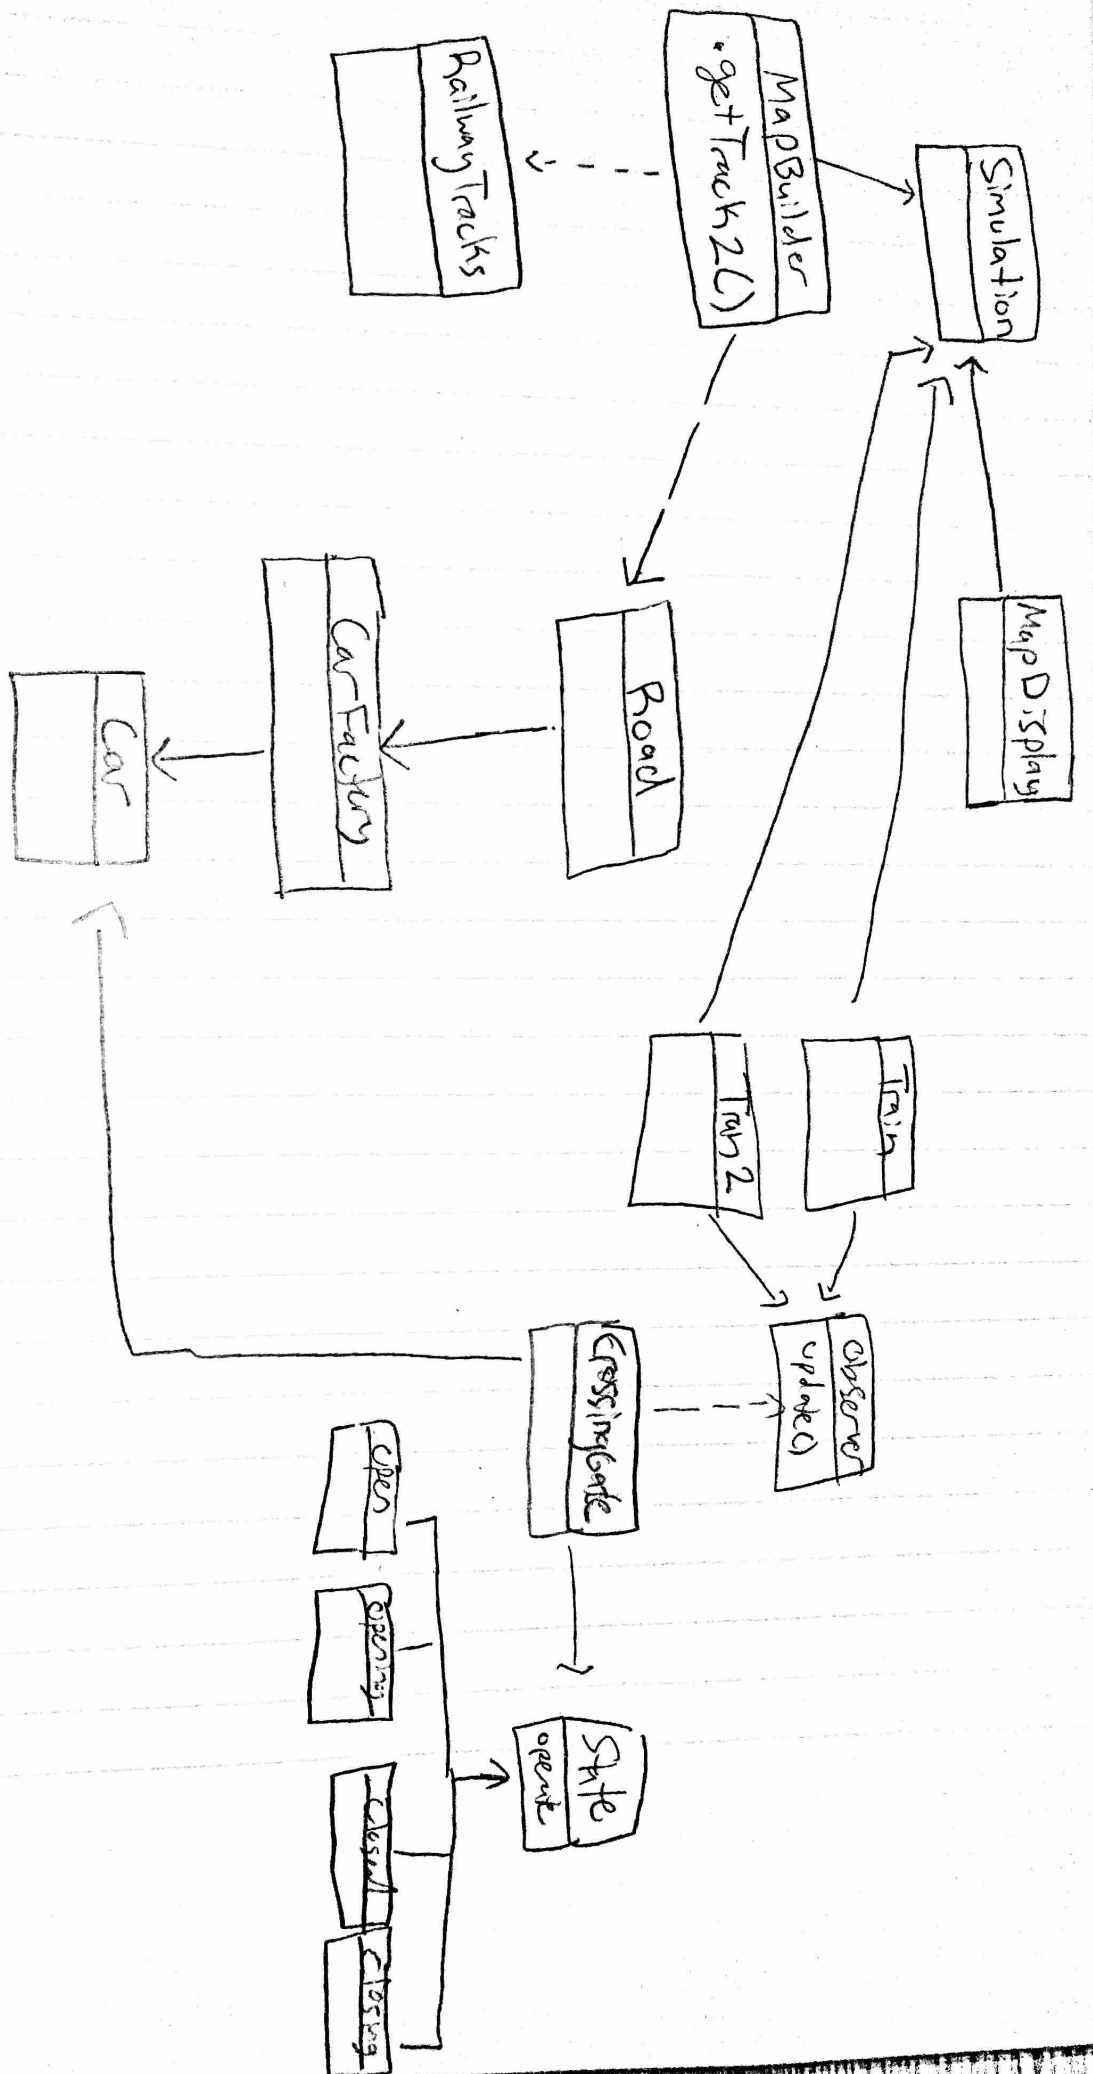 Simulation
MapBuilder
.getTrack2()
RailwayTracks
MapDisplay
Road
CarFactory
Car
Train
Train2
Observer
update()
CrossingGate
State
operate
Open
Opening
Closed
Closing